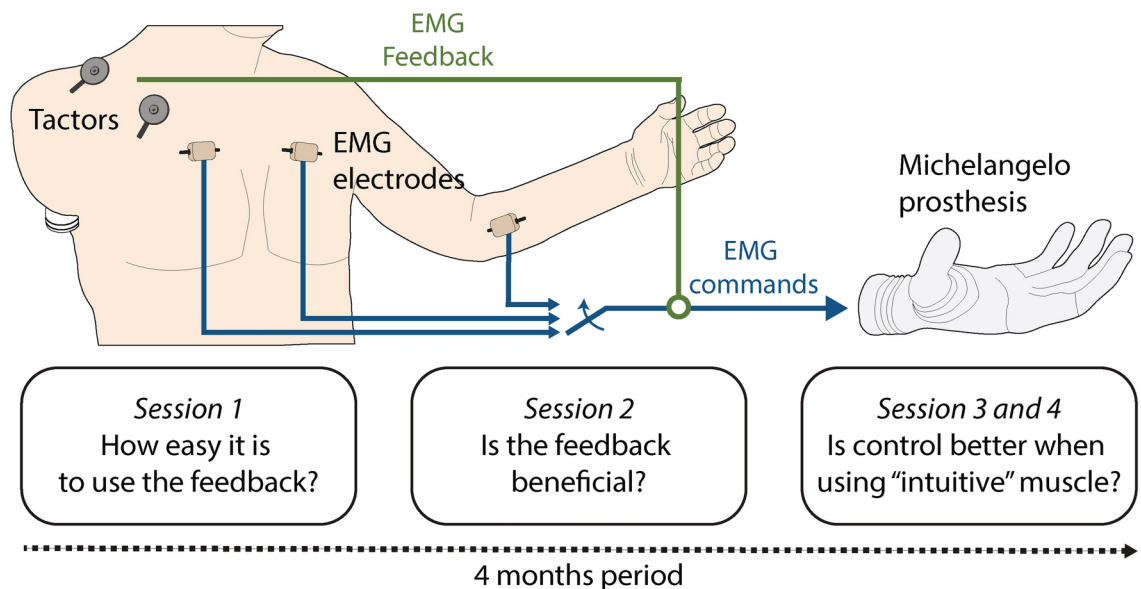 EMG
Feedback
Tactors
EMG
electrodes
Michelangelo
prosthesis
EMG
commands
Session 1
How easy it is
to use the feedback?
Session 2
Is the feedback
beneficial?
Session 3 and 4
Is control better when
using “intuitive” muscle?
4 months period